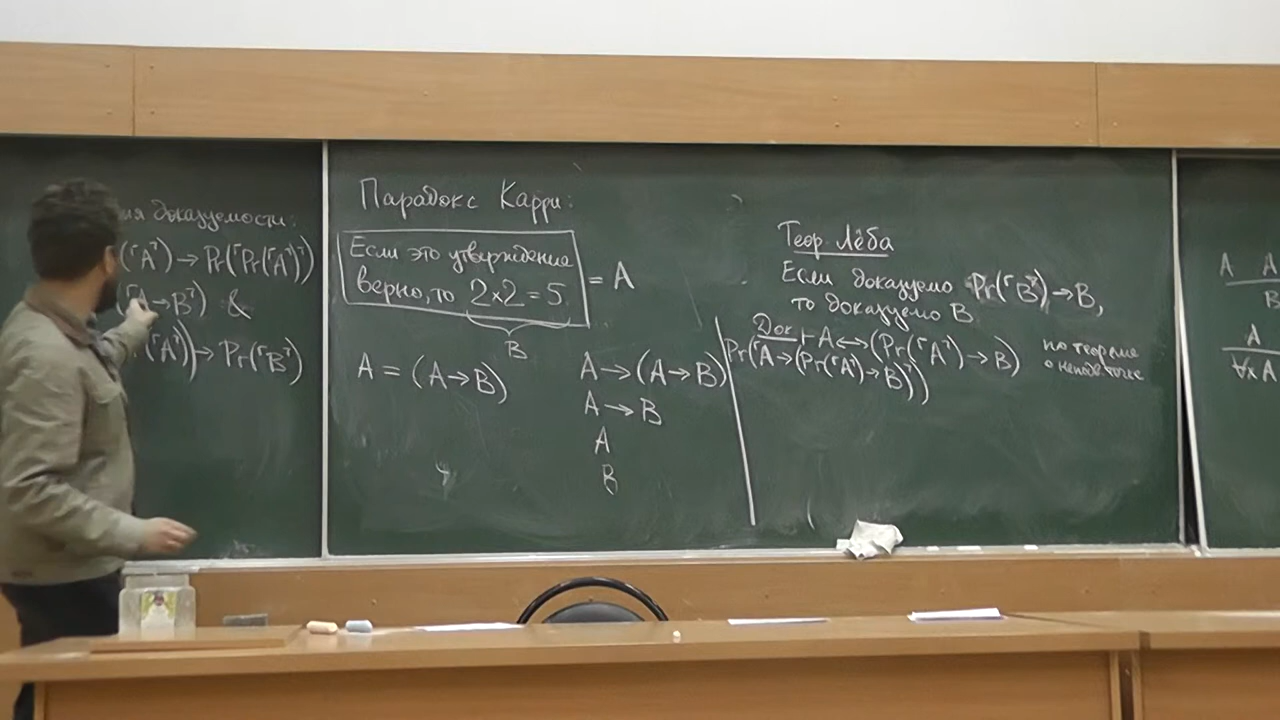 доказуемости:
(⌜A⌝)→Pr(⌜Pr(⌜A⌝)⌝)
(⌜A→B⌝) &
(⌜A⌝))→Pr(⌜B⌝)
Парадокс Карри:
Если это утверждение
верно, то 2×2=5 = A
B
A = (A→B)
A→(A→B)
A→B
A
B
Теор. Лёба
Если доказуемо Pr(⌜B⌝)→B,
то доказуемо B.
Док ⊢A↔(Pr(⌜A⌝)→B) по теореме
Pr(⌜A→(Pr(⌜A⌝)→B)⌝)) о неподв. точке
A A
B
A
∀x A